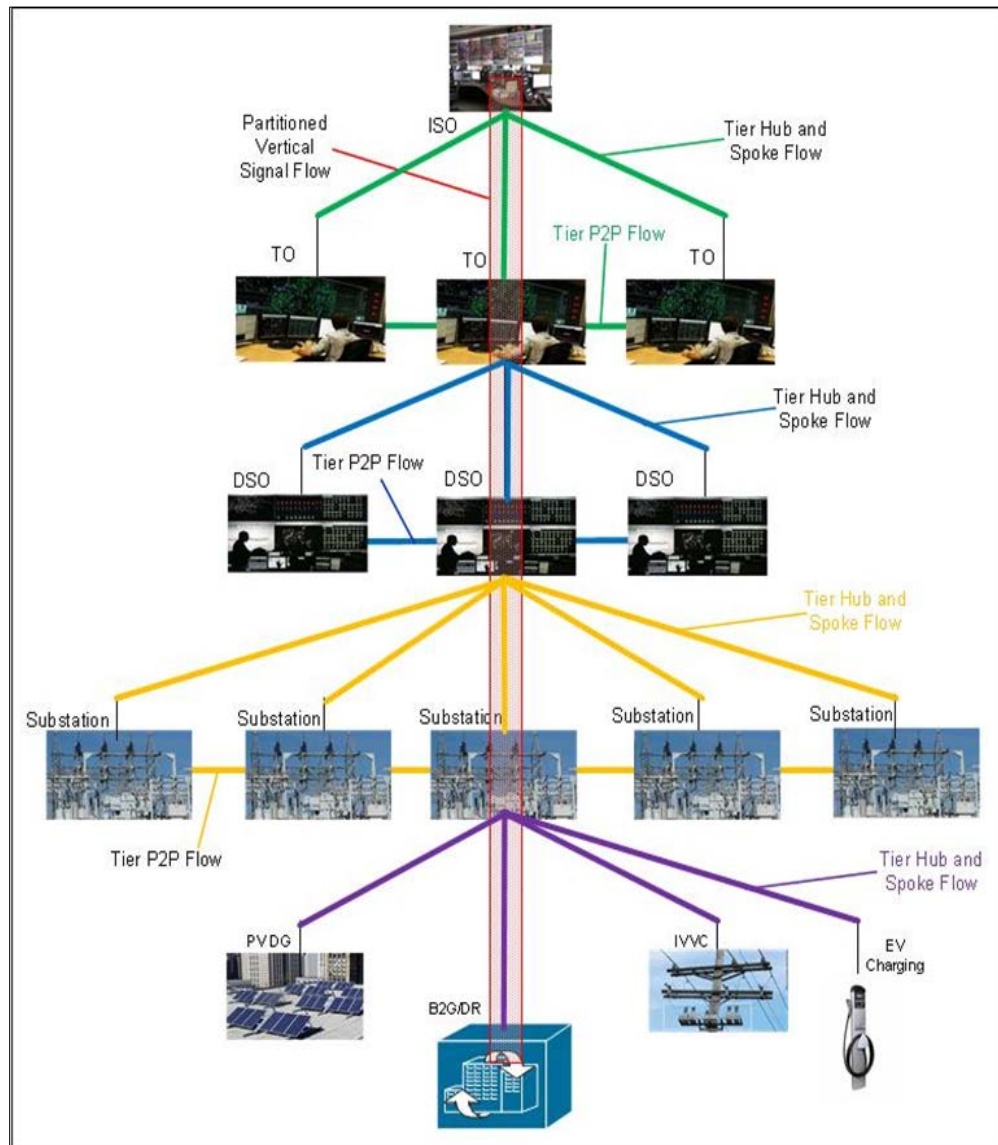 ISO
Partitioned
Vertical
Signal Flow
Tier Hub and
Spoke Flow
Tier P2P Flow
TO
TO
TO
Tier Hub and
Spoke Flow
Tier P2P Flow
DSO
DSO
DSO
Tier Hub and
Spoke Flow
Substation
Substation
Substation
Substation
Substation
Tier P2P Flow
Tier Hub and
Spoke Flow
PVDG
IVVC
EV
Charging
B2G/DR